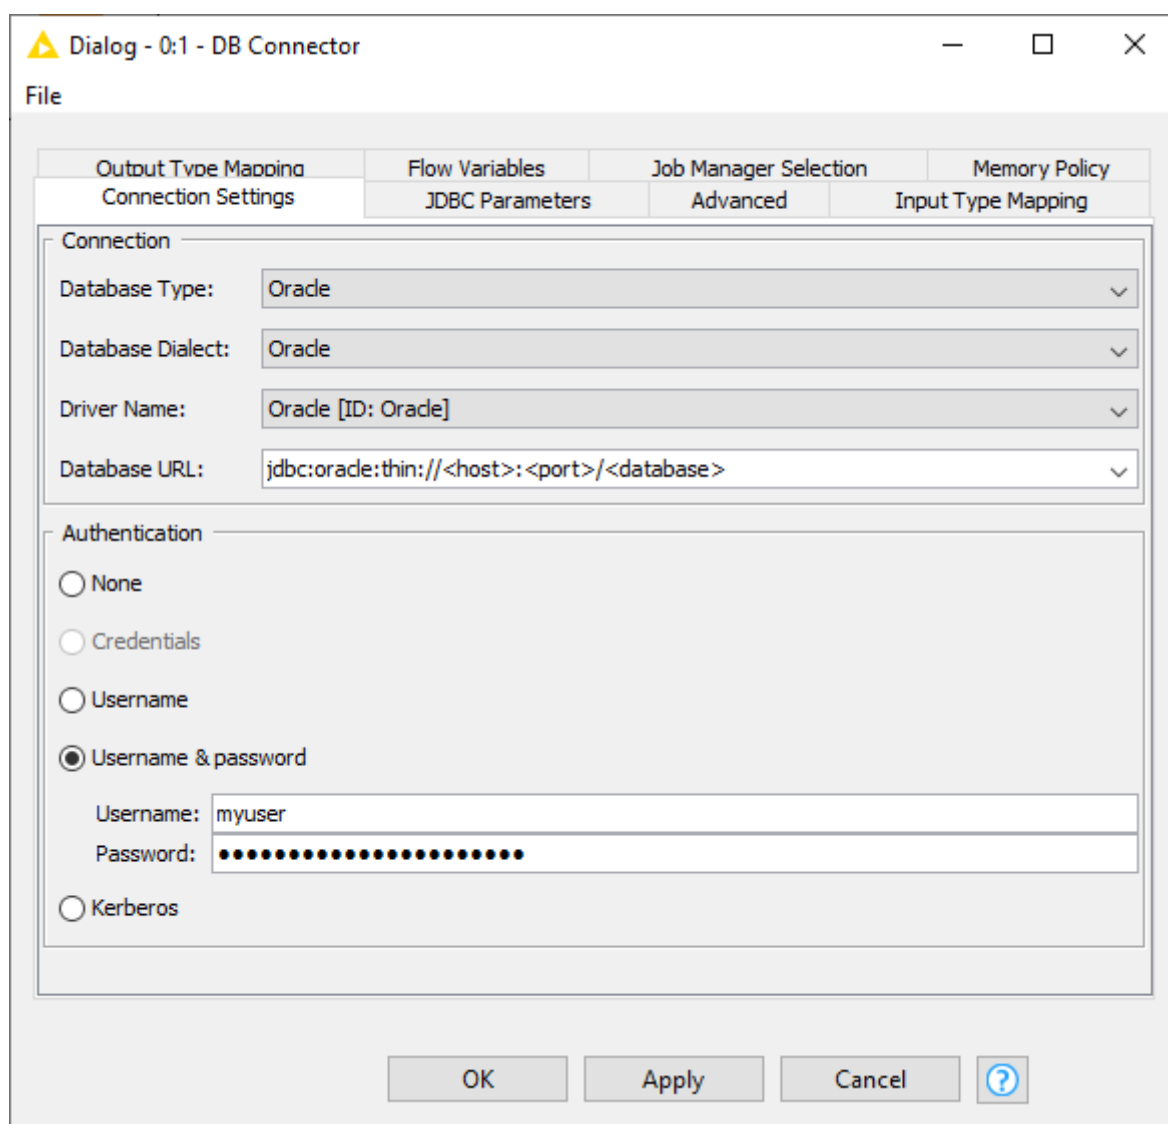 Dialog - 0:1 - DB Connector
File
Output Type Mapping Flow Variables Job Manager Selection Memory Policy
Connection Settings JDBC Parameters Advanced Input Type Mapping
Connection
Database Type: Oracle
Database Dialect: Oracle
Driver Name: Oracle [ID: Oracle]
Database URL: jdbc:oracle:thin://<host>:<port>/<database>
Authentication
None
Credentials
Username
Username & password
Username: myuser
Password: ••••••••••••••••••••••
Kerberos
OK Apply Cancel ?